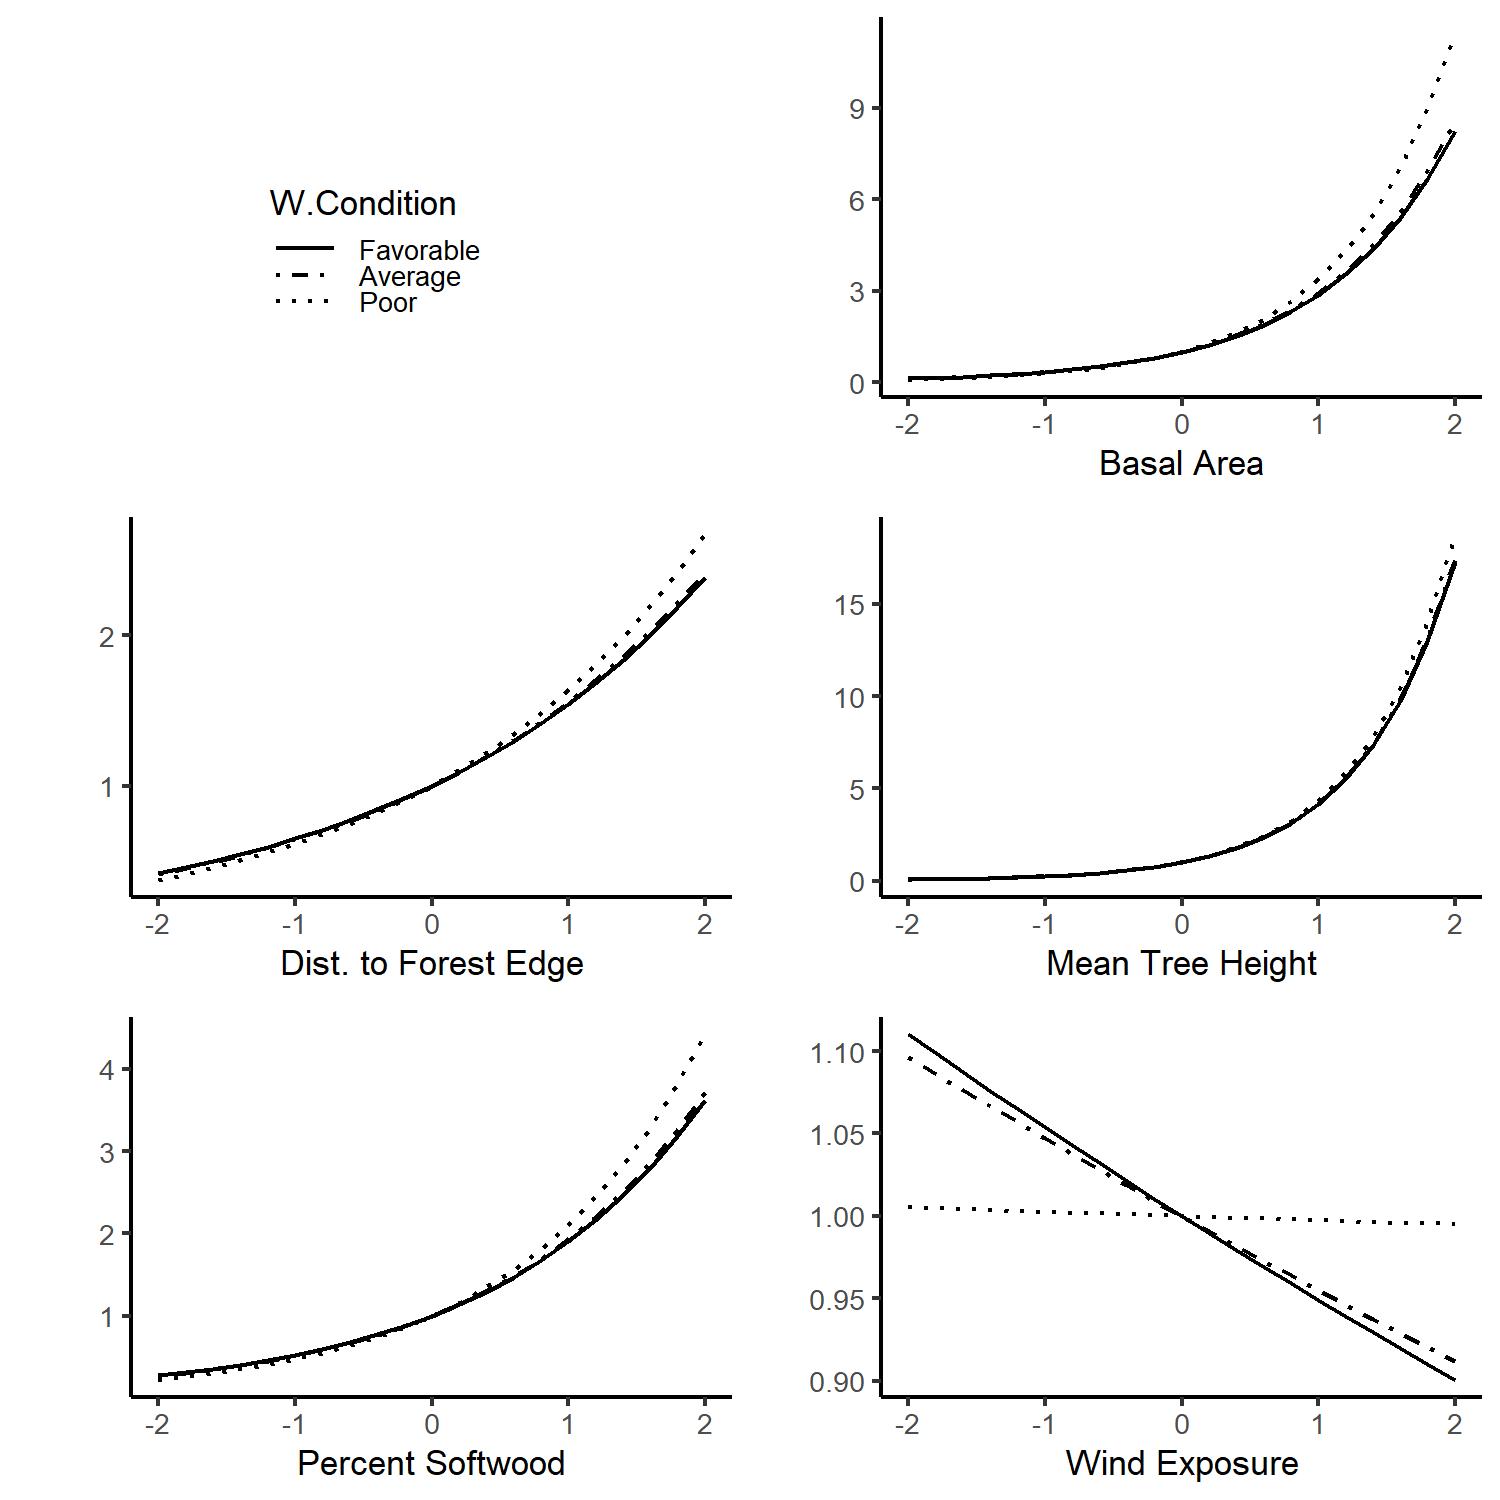 W.Condition
Favorable
Average
Poor
9
6
3
0
-2 -1 0 1 2
Basal Area
2
1
-2 -1 0 1 2
Dist. to Forest Edge
15
10
5
0
-2 -1 0 1 2
Mean Tree Height
4
3
2
1
-2 -1 0 1 2
Percent Softwood
1.10
1.05
1.00
0.95
0.90
-2 -1 0 1 2
Wind Exposure